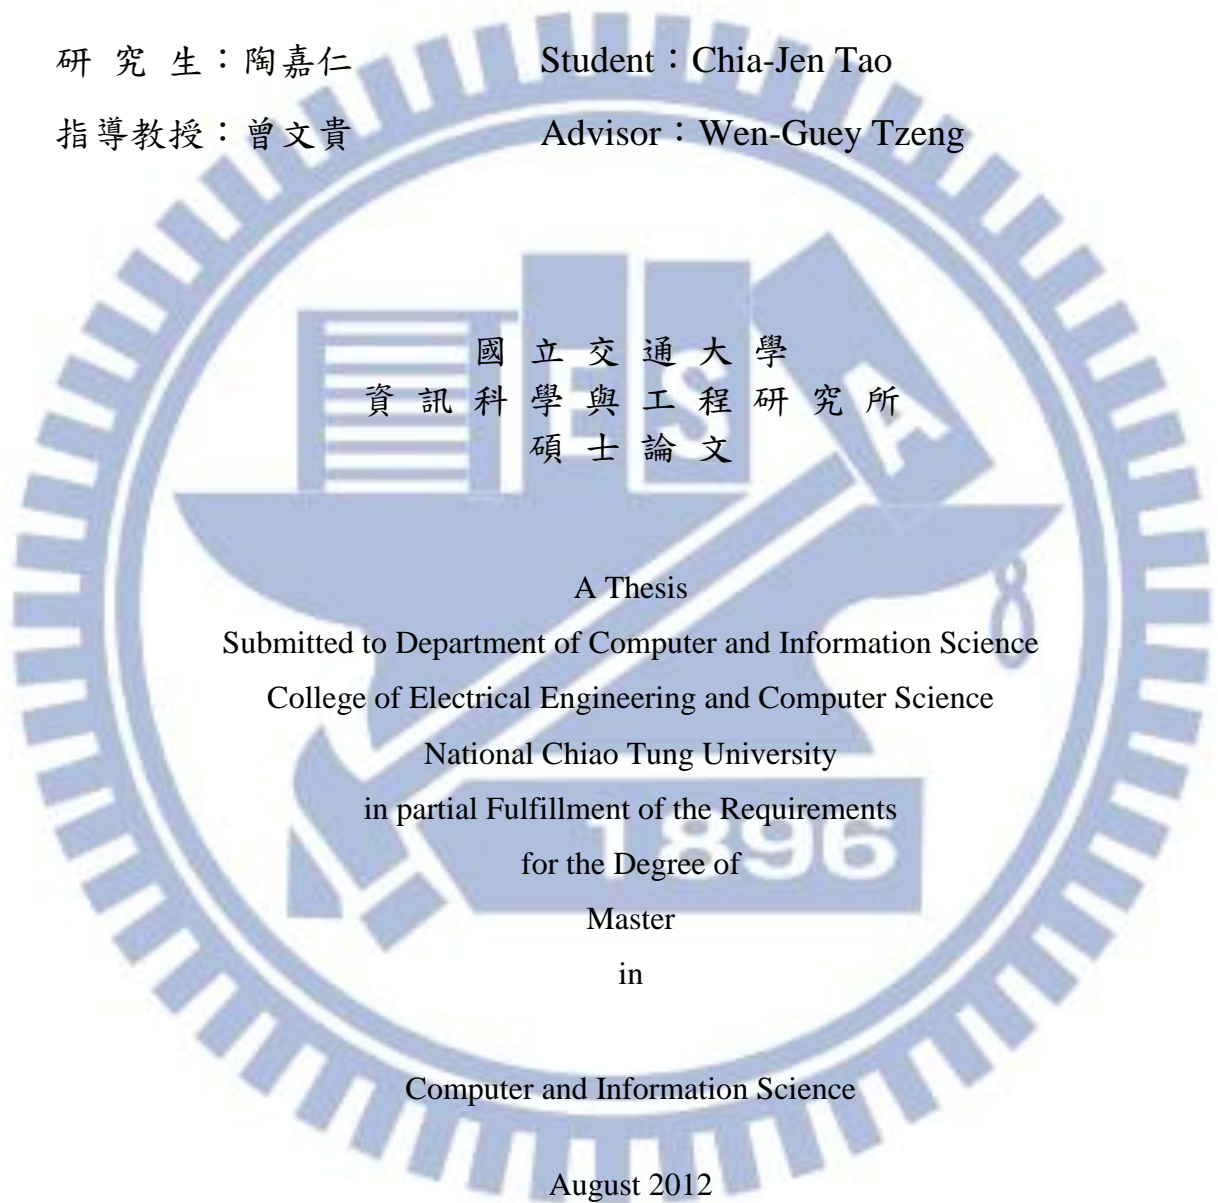 研 究 生：陶嘉仁 Student：Chia-Jen Tao
指導教授：曾文貴 Advisor：Wen-Guey Tzeng
國 立 交 通 大 學
資 訊 科 學 與 工 程 研 究 所
碩 士 論 文
A Thesis
Submitted to Department of Computer and Information Science
College of Electrical Engineering and Computer Science
National Chiao Tung University
in partial Fulfillment of the Requirements
for the Degree of
Master
in
Computer and Information Science
August 2012
E S A
1896